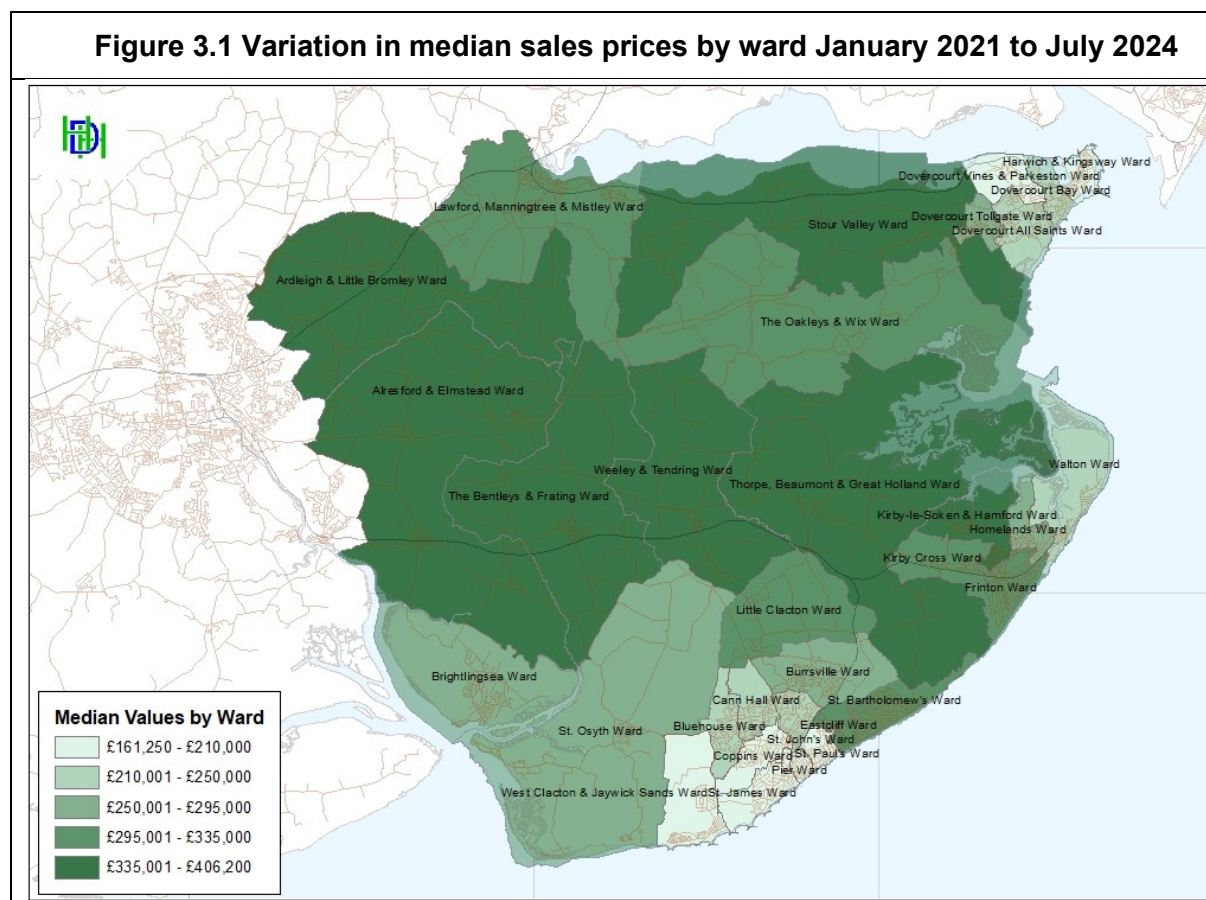 Figure 3.1 Variation in median sales prices by ward January 2021 to July 2024
HDH
Harwich & Kingsway Ward
Dovercourt Vines & Parkeston Ward
Dovercourt Bay Ward
Lawford, Manningtree & Mistley Ward
Dovercourt Tollgate Ward
Stour Valley Ward
Dovercourt All Saints Ward
Ardleigh & Little Bromley Ward
The Oakleys & Wix Ward
Alresford & Elmstead Ward
Walton Ward
Weeley & Tendring Ward
Thorpe, Beaumont & Great Holland Ward
The Bentleys & Frating Ward
Kirby-le-Soken & Hamford Ward
Homelands Ward
Kirby Cross Ward
Frinton Ward
Little Clacton Ward
Brightlingsea Ward
Burrsville Ward
Cann Hall Ward
St. Bartholomew's Ward
Bluehouse Ward
Eastcliff Ward
St. Osyth Ward
St. John's Ward
Coppins Ward
St. Paul's Ward
Pier Ward
West Clacton & Jaywick Sands Ward
St. James Ward
Median Values by Ward
£161,250 - £210,000
£210,001 - £250,000
£250,001 - £295,000
£295,001 - £335,000
£335,001 - £406,200